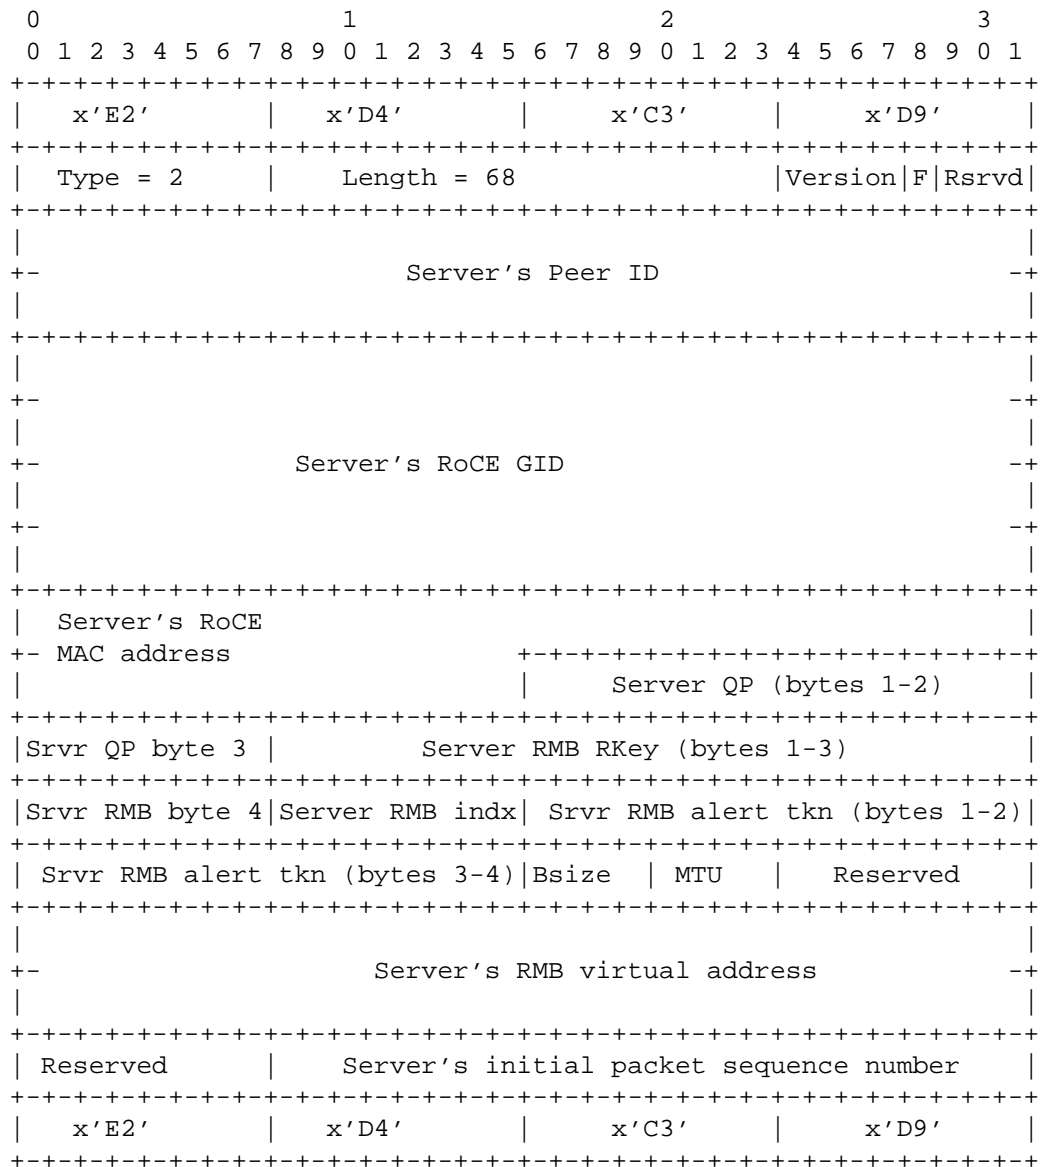 0                   1                   2                   3
 0 1 2 3 4 5 6 7 8 9 0 1 2 3 4 5 6 7 8 9 0 1 2 3 4 5 6 7 8 9 0 1
+-+-+-+-+-+-+-+-+-+-+-+-+-+-+-+-+-+-+-+-+-+-+-+-+-+-+-+-+-+-+-+-+
|   x'E2'       |   x'D4'       |     x'C3'     |     x'D9'     |
+-+-+-+-+-+-+-+-+-+-+-+-+-+-+-+-+-+-+-+-+-+-+-+-+-+-+-+-+-+-+-+-+
|  Type = 2     |    Length = 68                |Version|F|Rsrvd|
+-+-+-+-+-+-+-+-+-+-+-+-+-+-+-+-+-+-+-+-+-+-+-+-+-+-+-+-+-+-+-+-+
|                                                               |
+-                       Server's Peer ID                      -+
|                                                               |
+-+-+-+-+-+-+-+-+-+-+-+-+-+-+-+-+-+-+-+-+-+-+-+-+-+-+-+-+-+-+-+-+
|                                                               |
+-                                                             -+
|                                                               |
+-                Server's RoCE GID                            -+
|                                                               |
+-                                                             -+
|                                                               |
+-+-+-+-+-+-+-+-+-+-+-+-+-+-+-+-+-+-+-+-+-+-+-+-+-+-+-+-+-+-+-+-+
|  Server's RoCE                                                |
+- MAC address                  +-+-+-+-+-+-+-+-+-+-+-+-+-+-+-+-+
|                               |     Server QP (bytes 1-2)     |
+-+-+-+-+-+-+-+-+-+-+-+-+-+-+-+-+-+-+-+-+-+-+-+-+-+-+-+-+-+-+---+
|Srvr QP byte 3 |         Server RMB RKey (bytes 1-3)           |
+-+-+-+-+-+-+-+-+-+-+-+-+-+-+-+-+-+-+-+-+-+-+-+-+-+-+-+-+-+-+-+-+
|Srvr RMB byte 4|Server RMB indx| Srvr RMB alert tkn (bytes 1-2)|
+-+-+-+-+-+-+-+-+-+-+-+-+-+-+-+-+-+-+-+-+-+-+-+-+-+-+-+-+-+-+-+-+
| Srvr RMB alert tkn (bytes 3-4)|Bsize  | MTU   |   Reserved    |
+-+-+-+-+-+-+-+-+-+-+-+-+-+-+-+-+-+-+-+-+-+-+-+-+-+-+-+-+-+-+-+-+
|                                                               |
+-                     Server's RMB virtual address            -+
|                                                               |
+-+-+-+-+-+-+-+-+-+-+-+-+-+-+-+-+-+-+-+-+-+-+-+-+-+-+-+-+-+-+-+-+
| Reserved      |    Server's initial packet sequence number    |
+-+-+-+-+-+-+-+-+-+-+-+-+-+-+-+-+-+-+-+-+-+-+-+-+-+-+-+-+-+-+-+-+
|   x'E2'       |   x'D4'       |     x'C3'     |     x'D9'     |
+-+-+-+-+-+-+-+-+-+-+-+-+-+-+-+-+-+-+-+-+-+-+-+-+-+-+-+-+-+-+-+-+